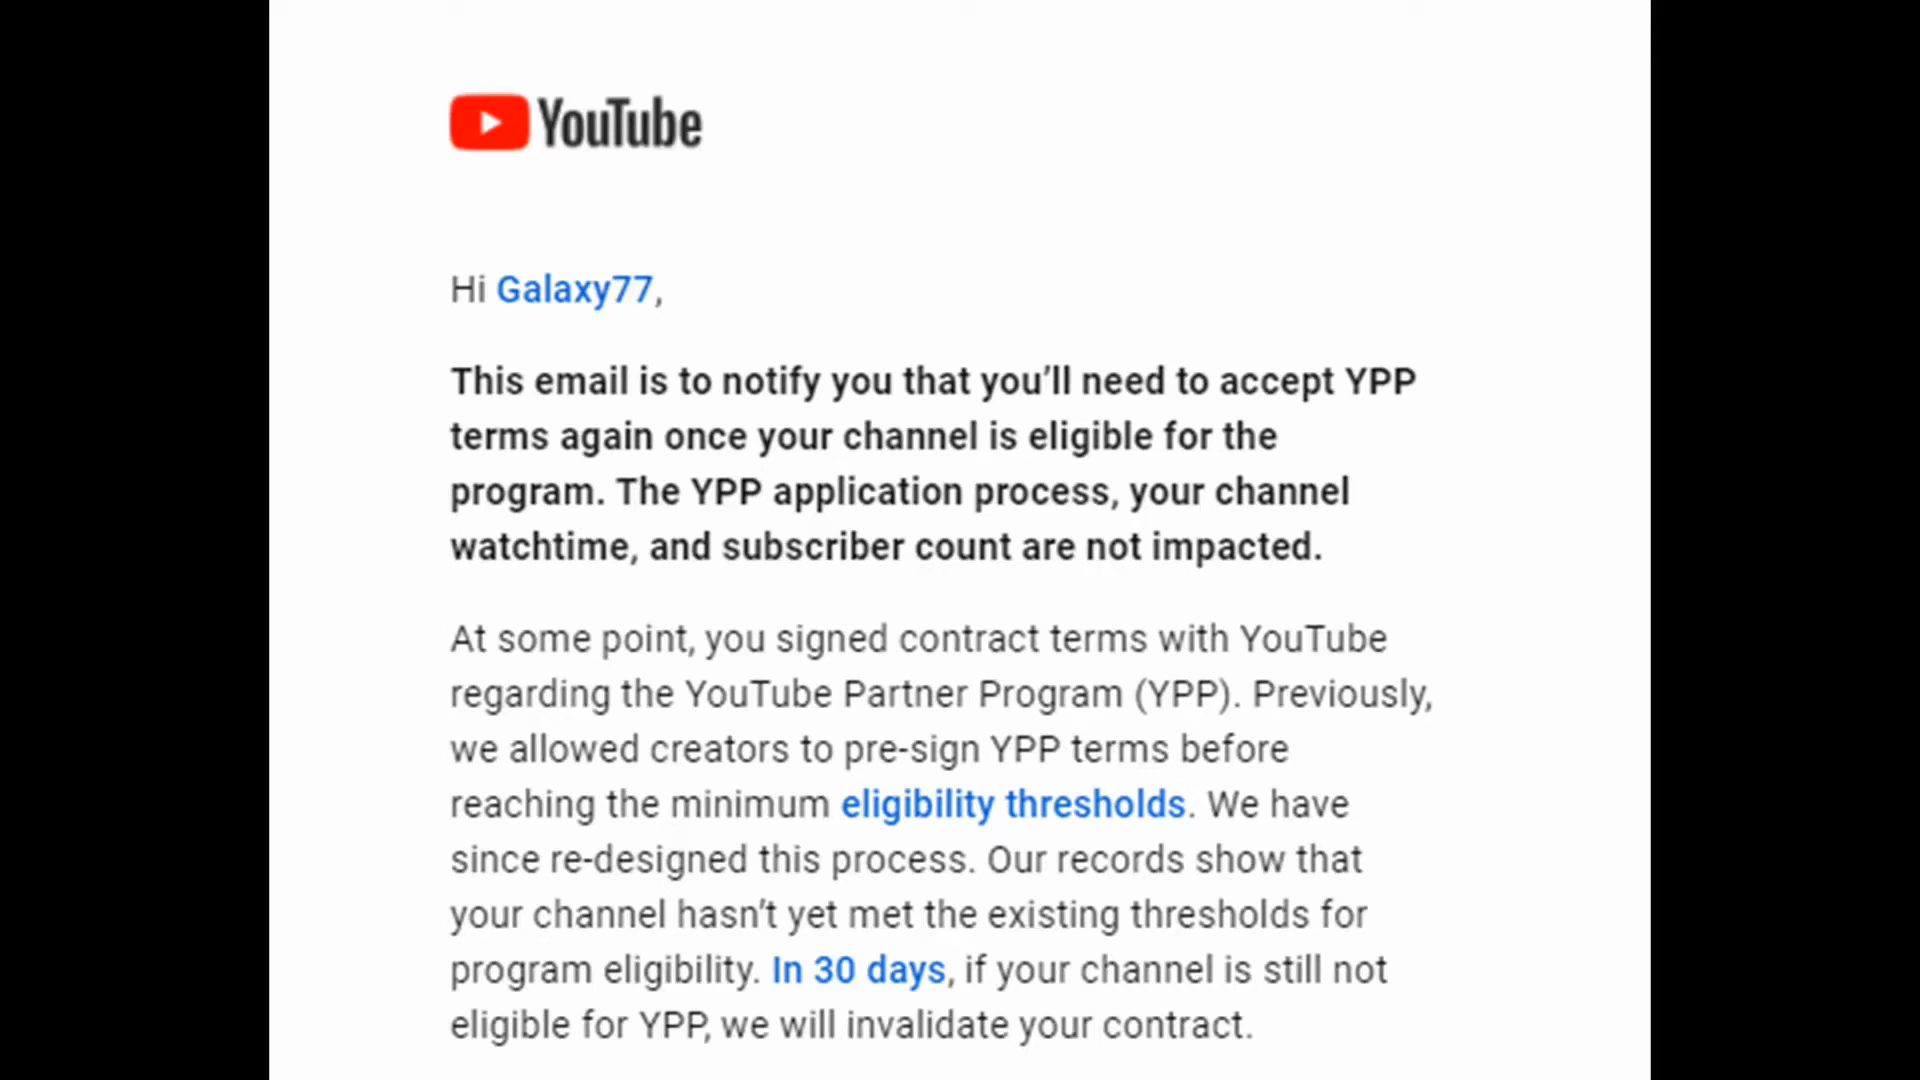 YouTube
Hi Galaxy77,
This email is to notify you that you’ll need to accept YPP
terms again once your channel is eligible for the
program. The YPP application process, your channel
watchtime, and subscriber count are not impacted.
At some point, you signed contract terms with YouTube
regarding the YouTube Partner Program (YPP). Previously,
we allowed creators to pre-sign YPP terms before
reaching the minimum eligibility thresholds. We have
since re-designed this process. Our records show that
your channel hasn’t yet met the existing thresholds for
program eligibility. In 30 days, if your channel is still not
eligible for YPP, we will invalidate your contract.